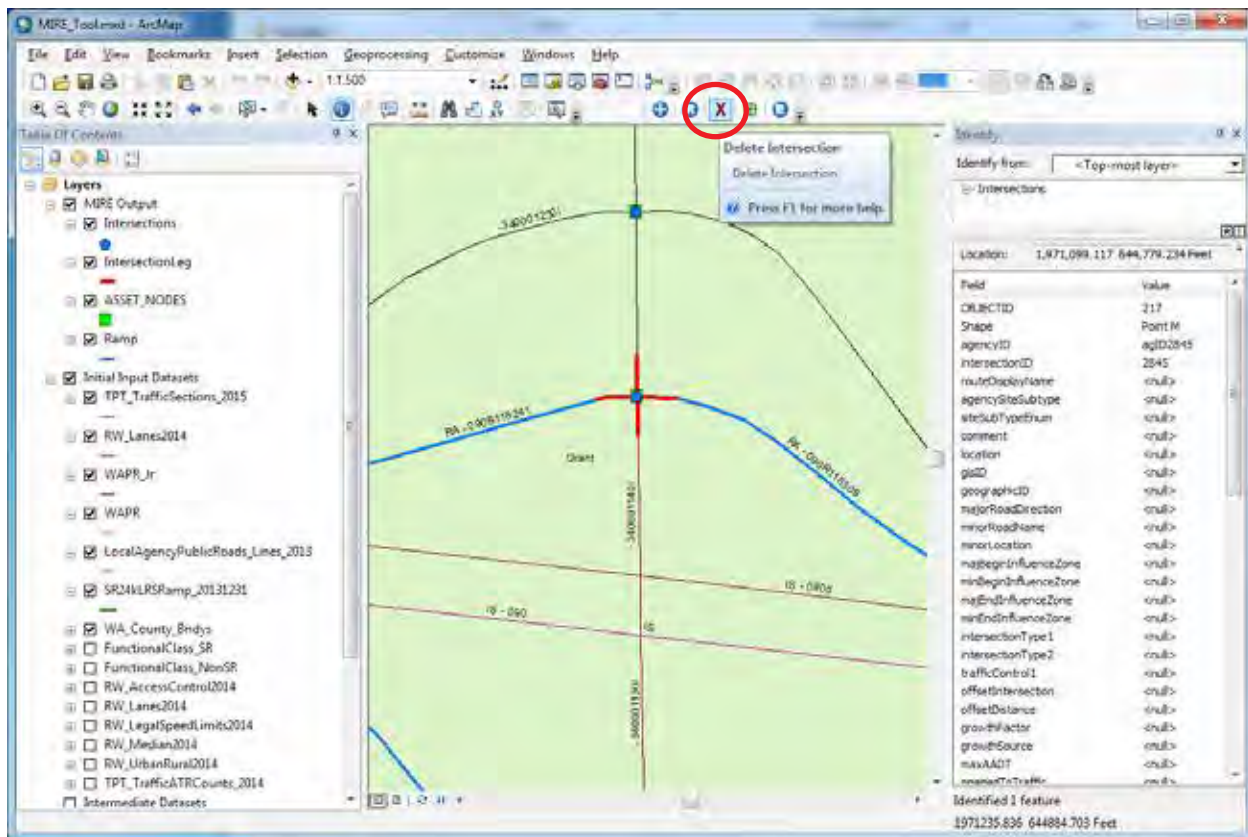 MIRE_Tool.mxd - ArcMap
File Edit View Bookmarks Insert Selection Geoprocessing Customize Windows Help
1:1,500
Table Of Contents
Layers
MIRE Output
Intersections
IntersectionLeg
ASSET_NODES
Ramp
Initial Input Datasets
TPT_TrafficSections_2015
RW_Lanes2014
WAPR_Jr
WAPR
LocalAgencyPublicRoads_Lines_2013
SR24kLRSRamp_20131231
WA_County_Bndys
FunctionalClass_SR
FunctionalClass_NonSR
RW_AccessControl2014
RW_Lanes2014
RW_LegalSpeedLimits2014
RW_Median2014
RW_UrbanRural2014
TPT_TrafficATRCounts_2014
Intermediate Datasets
Delete Intersection
Delete Intersection
Press F1 for more help.
Grant
IS - 090
IS
Identify
Identify from: <Top-most layer>
Intersections
Location: 1,971,099.117 644,779.234 Feet
Field Value
OBJECTID 217
Shape Point M
agencyID agID2845
intersectionID 2845
routeDisplayName <null>
agencySiteSubtype <null>
siteSubTypeEnum <null>
comment <null>
location <null>
gisID <null>
geographicID <null>
majorRoadDirection <null>
minorRoadName <null>
minorLocation <null>
majBeginInfluenceZone <null>
minBeginInfluenceZone <null>
majEndInfluenceZone <null>
minEndInfluenceZone <null>
intersectionType1 <null>
intersectionType2 <null>
trafficControl1 <null>
offsetIntersection <null>
offsetDistance <null>
growthFactor <null>
growthSource <null>
maxAADT <null>
openedToTraffic <null>
Identified 1 feature
1971235.836 644884.703 Feet